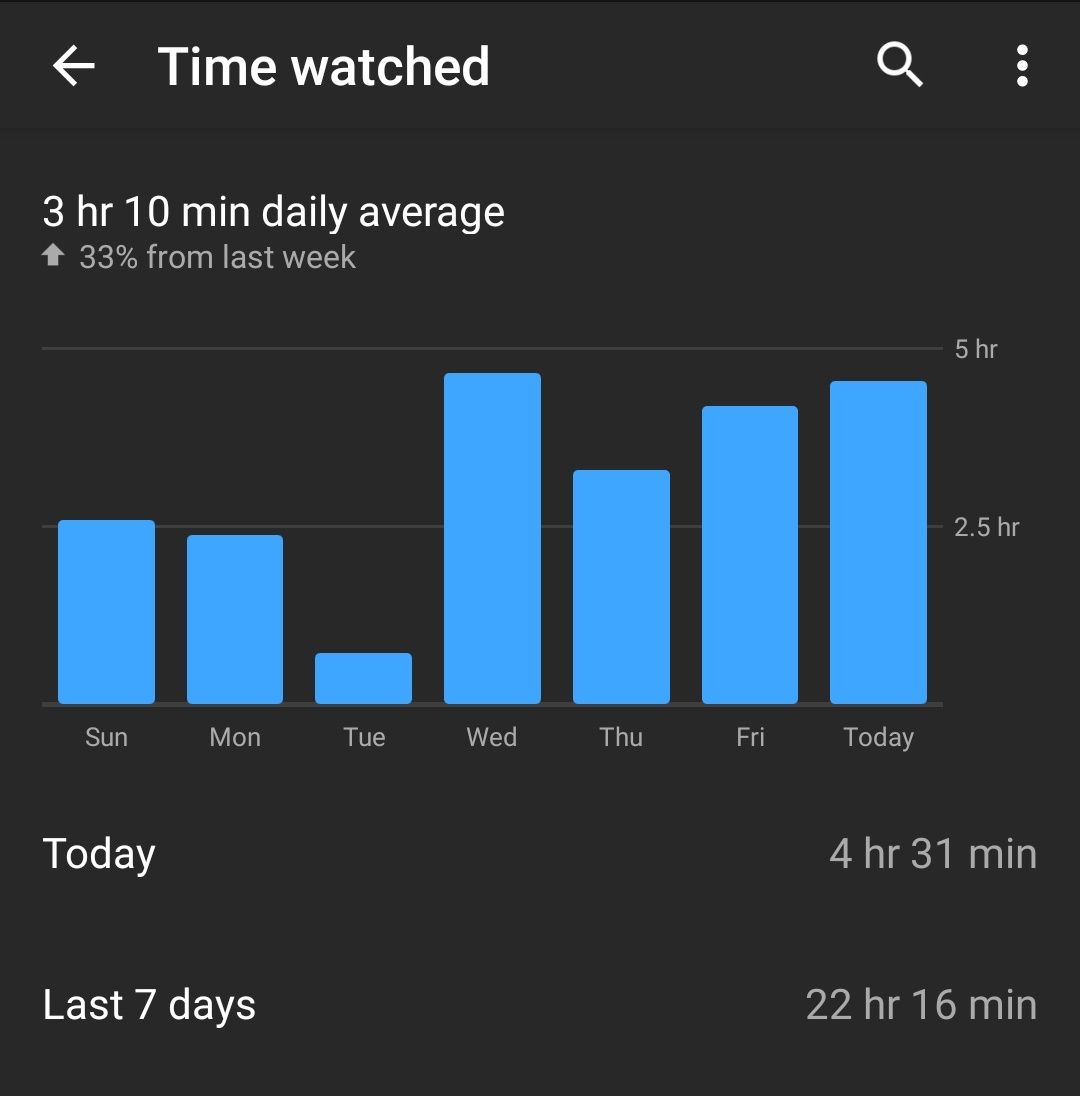 Time watched
3 hr 10 min daily average
33% from last week
5 hr
2.5 hr
Sun Mon Tue Wed Thu Fri Today
Today 4 hr 31 min
Last 7 days 22 hr 16 min